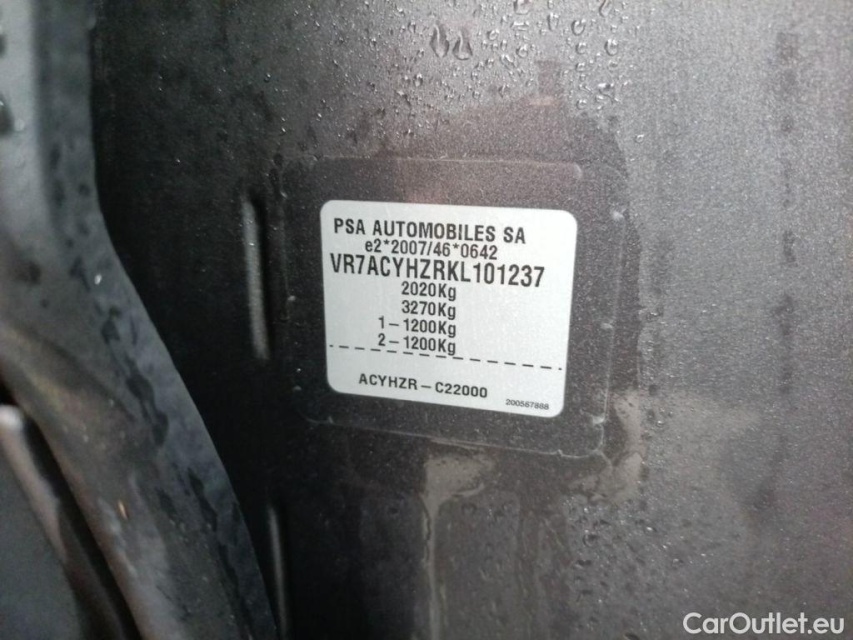 PSA AUTOMOBILES SA
e2*2007/46*0642
VR7ACYHZRKL101237
2020Kg
3270Kg
1-1200Kg
2-1200Kg
ACYHZR-C22000
200567888
CarOutlet.eu